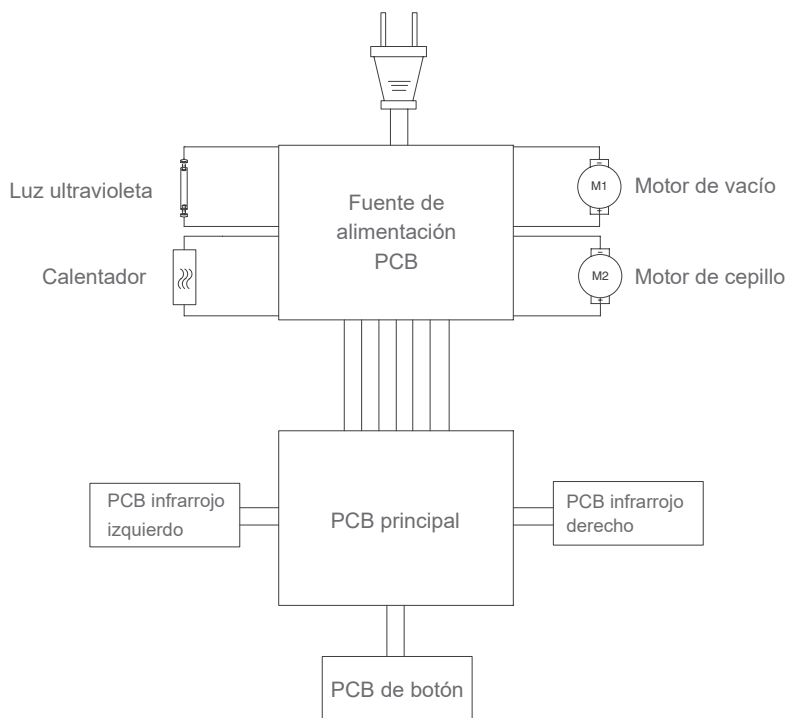 Luz ultravioleta
Calentador
Fuente de
alimentación
PCB
−
M1
+
Motor de vacío
−
M2
+
Motor de cepillo
PCB infrarrojo
izquierdo
PCB principal
PCB infrarrojo
derecho
PCB de botón